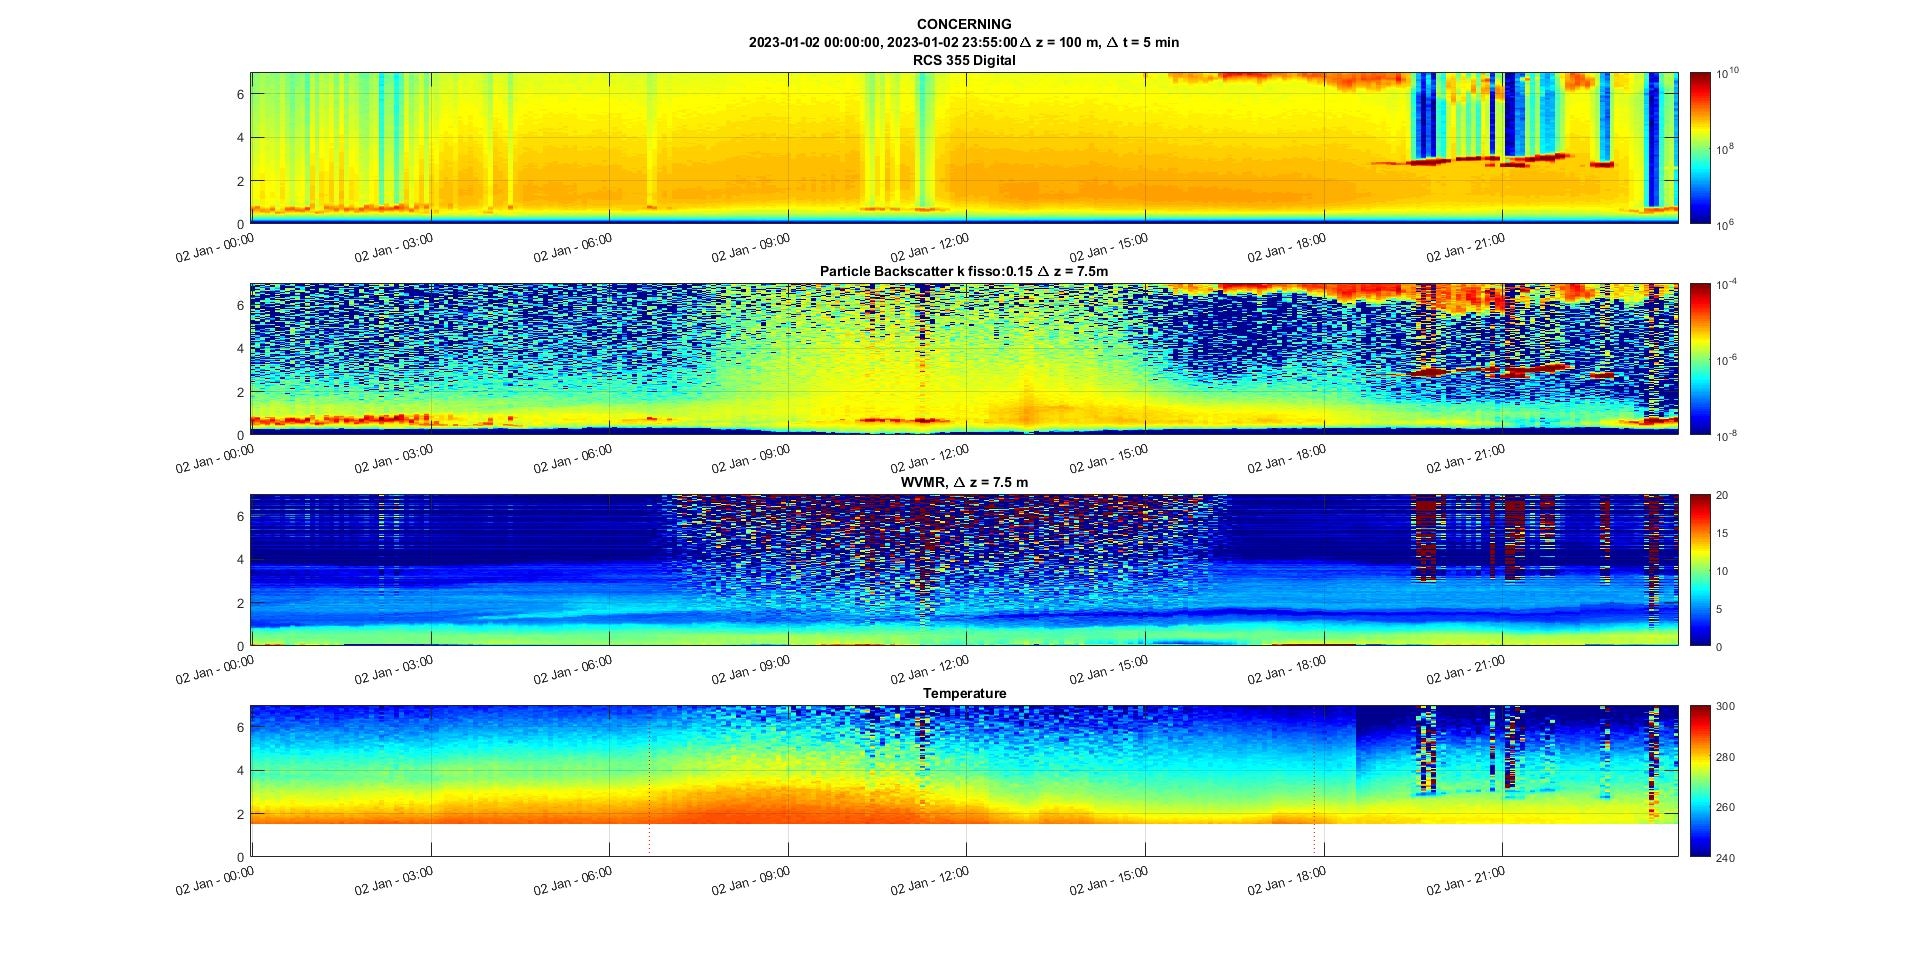 CONCERNING
2023-01-02 00:00:00, 2023-01-02 23:55:00Δ z = 100 m, Δ t = 5 min
RCS 355 Digital
6
4
2
0
02 Jan - 00:00
02 Jan - 03:00
02 Jan - 06:00
02 Jan - 09:00
02 Jan - 12:00
02 Jan - 15:00
02 Jan - 18:00
02 Jan - 21:00
10^10
10^8
10^6
Particle Backscatter k fisso:0.15 Δ z = 7.5m
6
4
2
0
02 Jan - 00:00
02 Jan - 03:00
02 Jan - 06:00
02 Jan - 09:00
02 Jan - 12:00
02 Jan - 15:00
02 Jan - 18:00
02 Jan - 21:00
10^-4
10^-6
10^-8
WVMR, Δ z = 7.5 m
6
4
2
0
02 Jan - 00:00
02 Jan - 03:00
02 Jan - 06:00
02 Jan - 09:00
02 Jan - 12:00
02 Jan - 15:00
02 Jan - 18:00
02 Jan - 21:00
20
15
10
5
0
Temperature
6
4
2
0
02 Jan - 00:00
02 Jan - 03:00
02 Jan - 06:00
02 Jan - 09:00
02 Jan - 12:00
02 Jan - 15:00
02 Jan - 18:00
02 Jan - 21:00
300
280
260
240